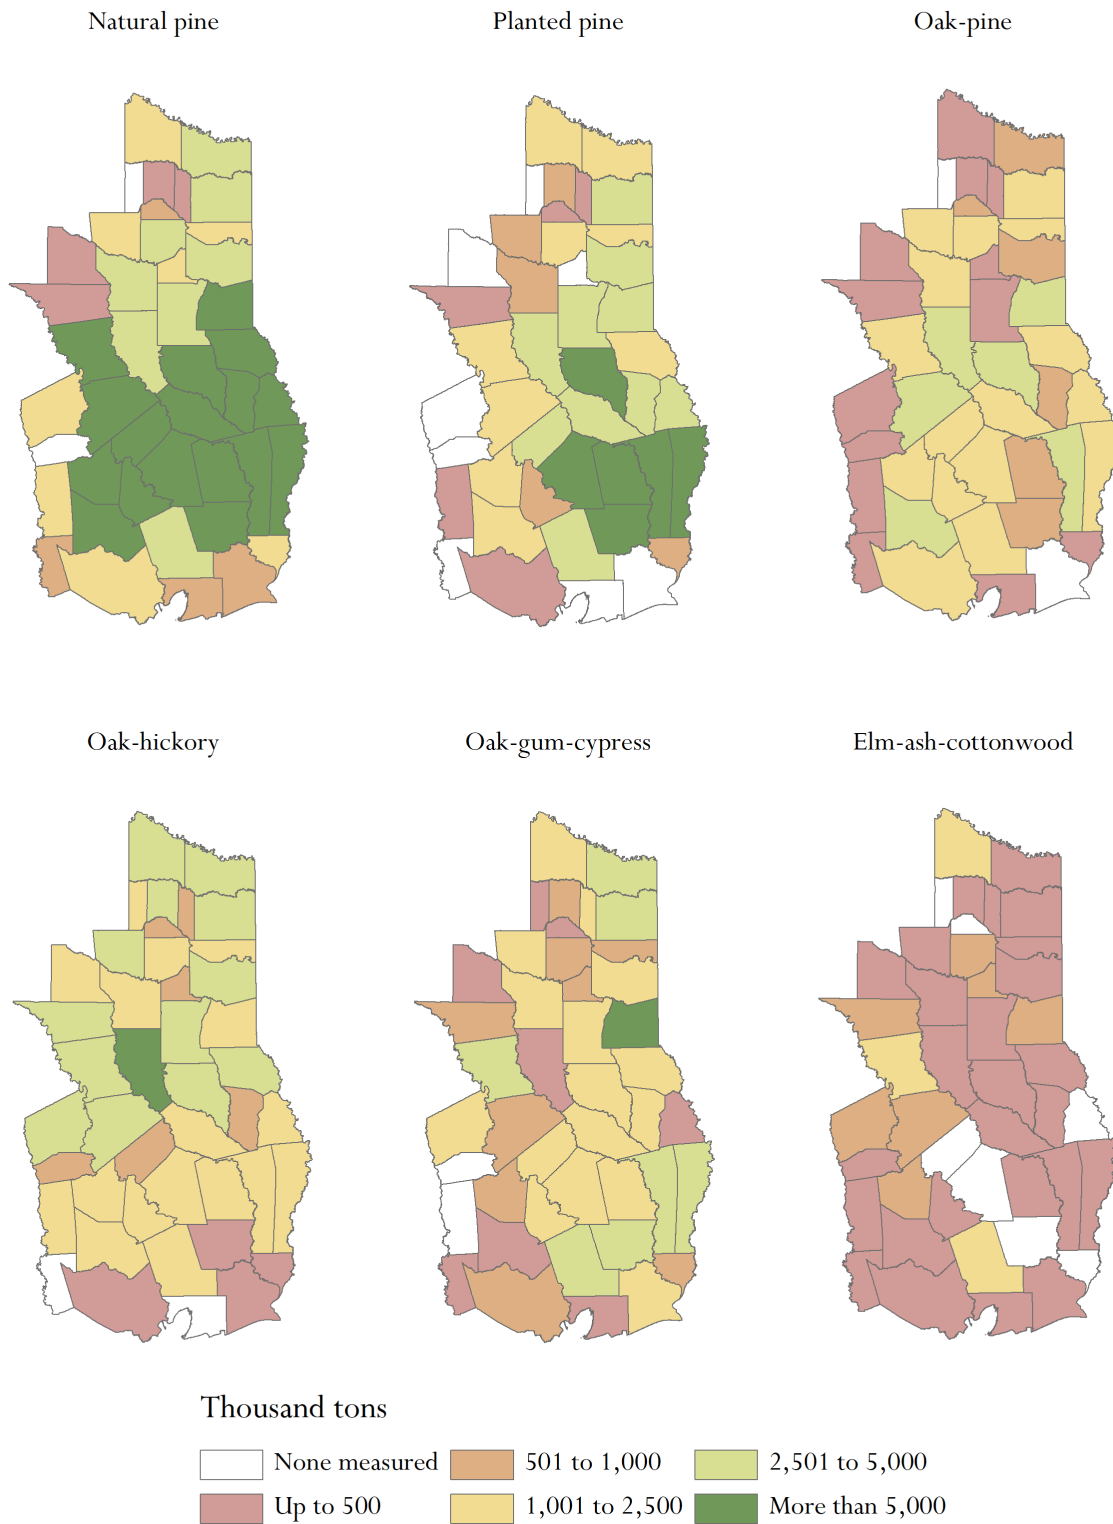 Natural pine
Planted pine
Oak-pine
Oak-hickory
Oak-gum-cypress
Elm-ash-cottonwood
Thousand tons
None measured
501 to 1,000
2,501 to 5,000
Up to 500
1,001 to 2,500
More than 5,000